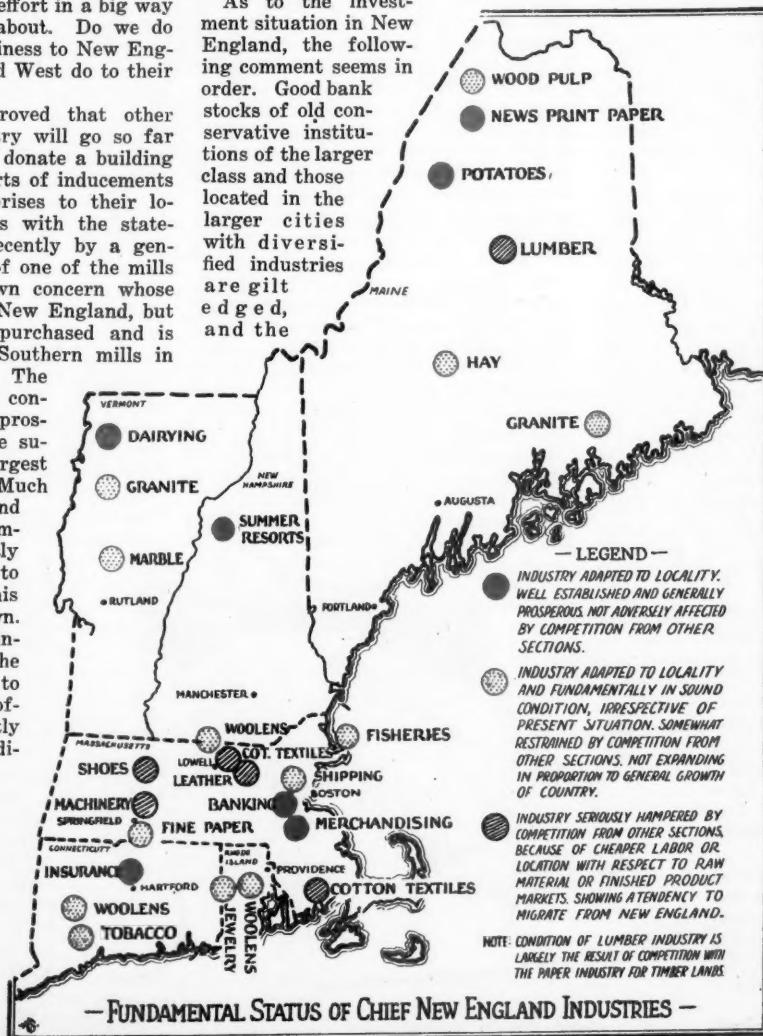 effort in a big way
about. Do we do
iness to New Eng-
d West do to their
roved that other
ry will go so far
donate a building
rts of inducements
rises to their lo-
s with the state-
ecently by a gen-
f one of the mills
wn concern whose
New England, but
purchased and is
Southern mills in
The
con-
pros-
e su-
rgest
Much
nd
m-
ly
to
his
n.
in-
he
to
of-
tly
di-
As to the invest-
ment situation in New
England, the follow-
ing comment seems in
order. Good bank
stocks of old con-
servative institu-
tions of the larger
class and those
located in the
larger cities
with diversi-
fied industries
are gilt
edged,
and the
WOOD PULP
NEWS PRINT PAPER
POTATOES
LUMBER
MAINE
HAY
GRANITE
AUGUSTA
PORTLAND
VERMONT
DAIRYING
GRANITE
MARBLE
RUTLAND
NEW
HAMPSHIRE
SUMMER
RESORTS
MANCHESTER
WOOLENS
FISHERIES
MASSACHUSETTS
COT. TEXTILES
LOWELL
SHOES
LEATHER
SHIPPING
BOSTON
MACHINERY
BANKING
SPRINGFIELD
FINE PAPER
MERCHANDISING
CONNECTICUTT
RHODE
ISLAND
PROVIDENCE
INSURANCE
HARTFORD
COTTON TEXTILES
WOOLENS
TOBACCO
JEWELRY
WOOLENS
— LEGEND —
INDUSTRY ADAPTED TO LOCALITY.
WELL ESTABLISHED AND GENERALLY
PROSPEROUS. NOT ADVERSELY AFFECTED
BY COMPETITION FROM OTHER
SECTIONS.
INDUSTRY ADAPTED TO LOCALITY
AND FUNDAMENTALLY IN SOUND
CONDITION, IRRESPECTIVE OF
PRESENT SITUATION. SOMEWHAT
RESTRAINED BY COMPETITION FROM
OTHER SECTIONS. NOT EXPANDING
IN PROPORTION TO GENERAL GROWTH
OF COUNTRY.
INDUSTRY SERIOUSLY HAMPERED BY
COMPETITION FROM OTHER SECTIONS,
BECAUSE OF CHEAPER LABOR OR
LOCATION WITH RESPECT TO RAW
MATERIAL OR FINISHED PRODUCT
MARKETS. SHOWING A TENDENCY TO
MIGRATE FROM NEW ENGLAND.
NOTE: CONDITION OF LUMBER INDUSTRY IS
LARGELY THE RESULT OF COMPETITION WITH
THE PAPER INDUSTRY FOR TIMBER LANDS.
— FUNDAMENTAL STATUS OF CHIEF NEW ENGLAND INDUSTRIES —